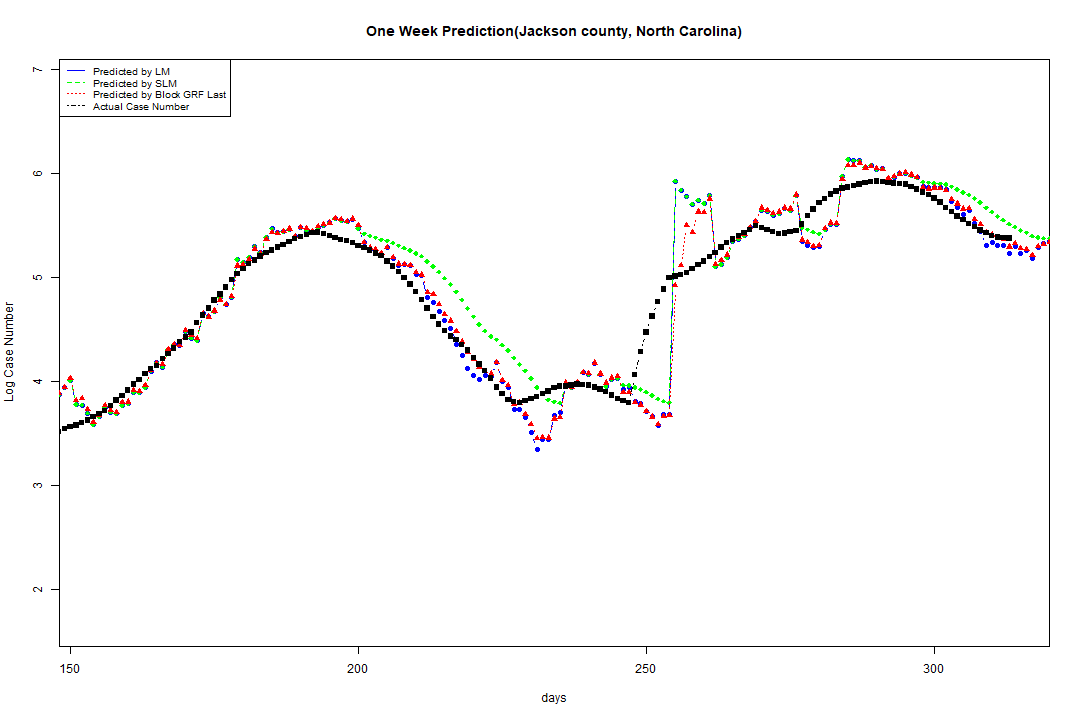 One Week Prediction(Jackson county, North Carolina)
Predicted by LM
Predicted by SLM
Predicted by Block GRF Last
Actual Case Number
7
6
5
4
3
2
Log Case Number
150
200
250
300
days